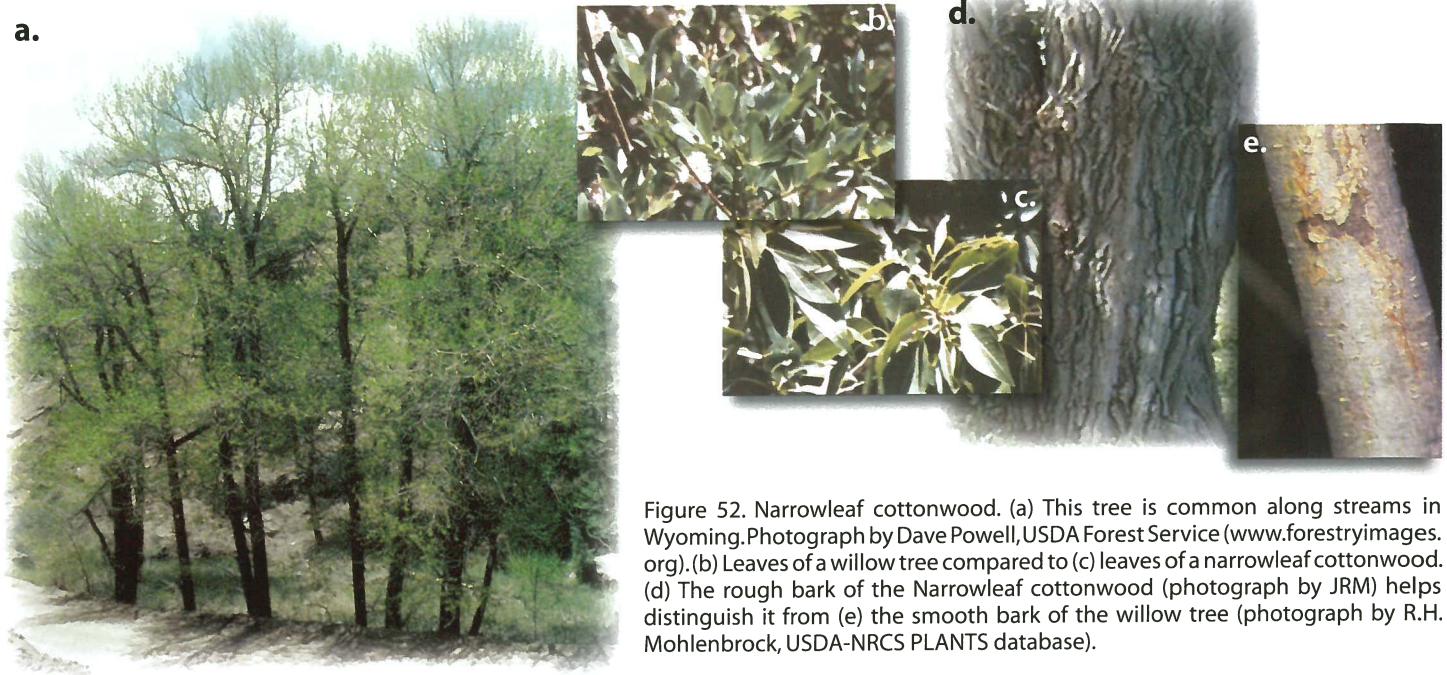 a.
b.
c.
d.
e.
Figure 52. Narrowleaf cottonwood. (a) This tree is common along streams in
Wyoming. Photograph by Dave Powell, USDA Forest Service (www.forestryimages.
org). (b) Leaves of a willow tree compared to (c) leaves of a narrowleaf cottonwood.
(d) The rough bark of the Narrowleaf cottonwood (photograph by JRM) helps
distinguish it from (e) the smooth bark of the willow tree (photograph by R.H.
Mohlenbrock, USDA-NRCS PLANTS database).